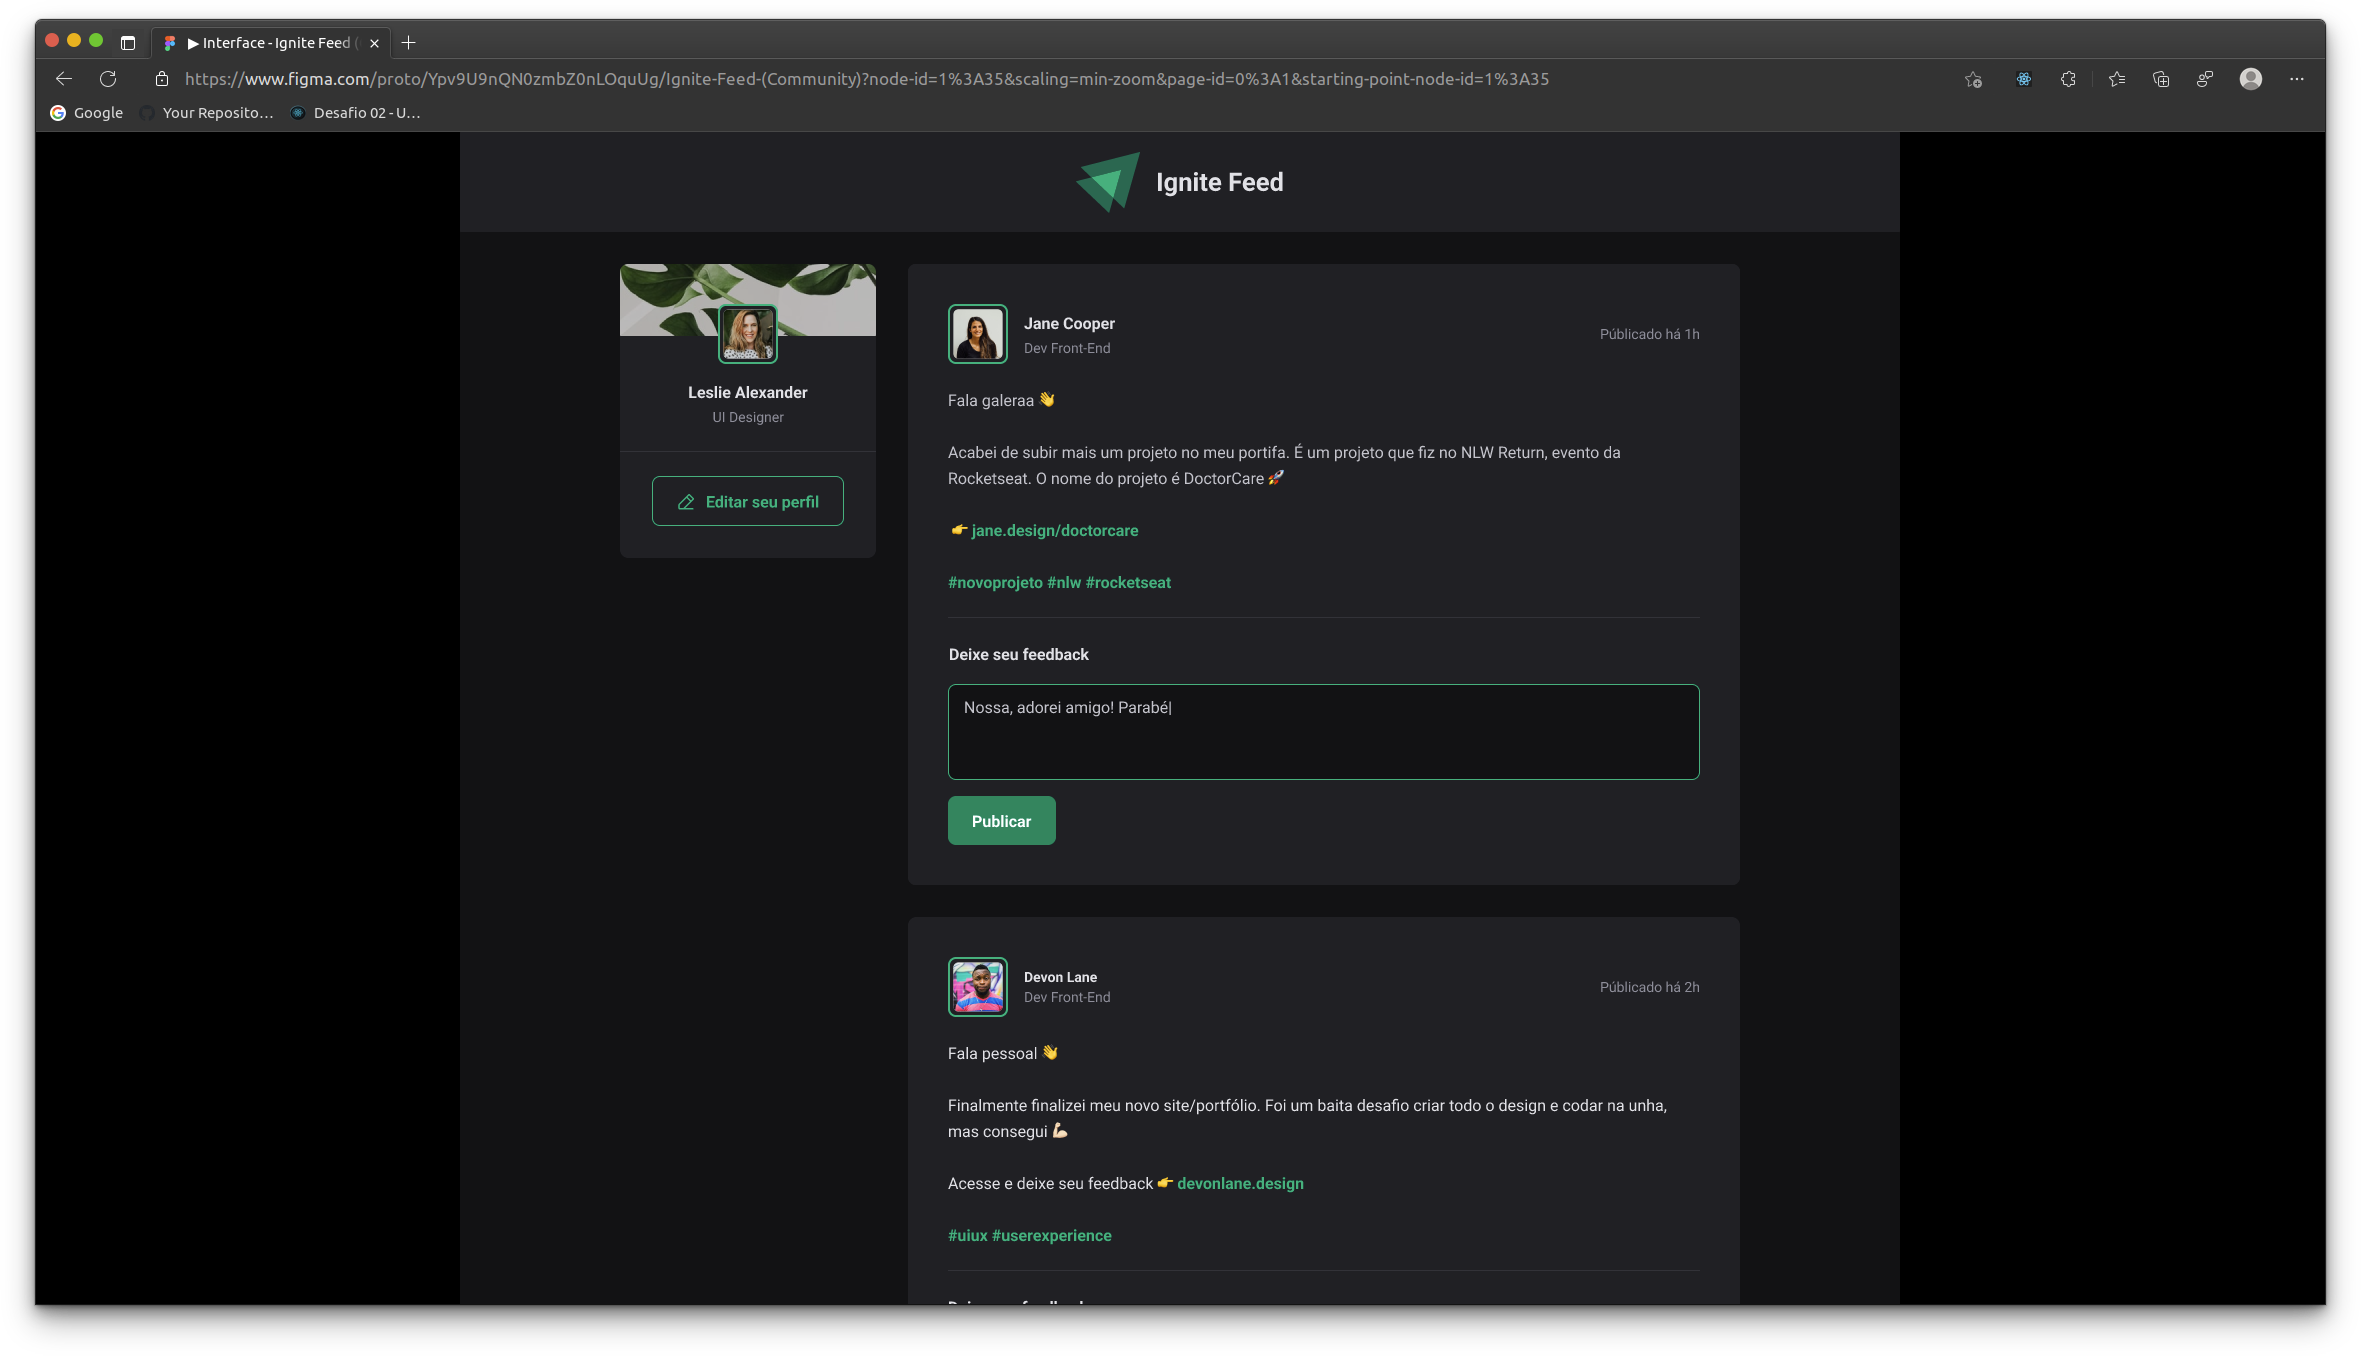 ▶ Interface - Ignite Feed (
https://www.figma.com/proto/Ypv9U9nQN0zmbZ0nLOquUg/Ignite-Feed-(Community)?node-id=1%3A35&scaling=min-zoom&page-id=0%3A1&starting-point-node-id=1%3A35
Google Your Reposito… Desafio 02 - U…
Ignite Feed
Leslie Alexander
UI Designer
Editar seu perfil
Jane Cooper
Dev Front-End
Públicado há 1h
Fala galeraa 👋
Acabei de subir mais um projeto no meu portifa. É um projeto que fiz no NLW Return, evento da
Rocketseat. O nome do projeto é DoctorCare 🚀
👉 jane.design/doctorcare
#novoprojeto #nlw #rocketseat
Deixe seu feedback
Nossa, adorei amigo! Parabé|
Publicar
Devon Lane
Dev Front-End
Públicado há 2h
Fala pessoal 👋
Finalmente finalizei meu novo site/portfólio. Foi um baita desafio criar todo o design e codar na unha,
mas consegui 💪🏻
Acesse e deixe seu feedback 👉 devonlane.design
#uiux #userexperience